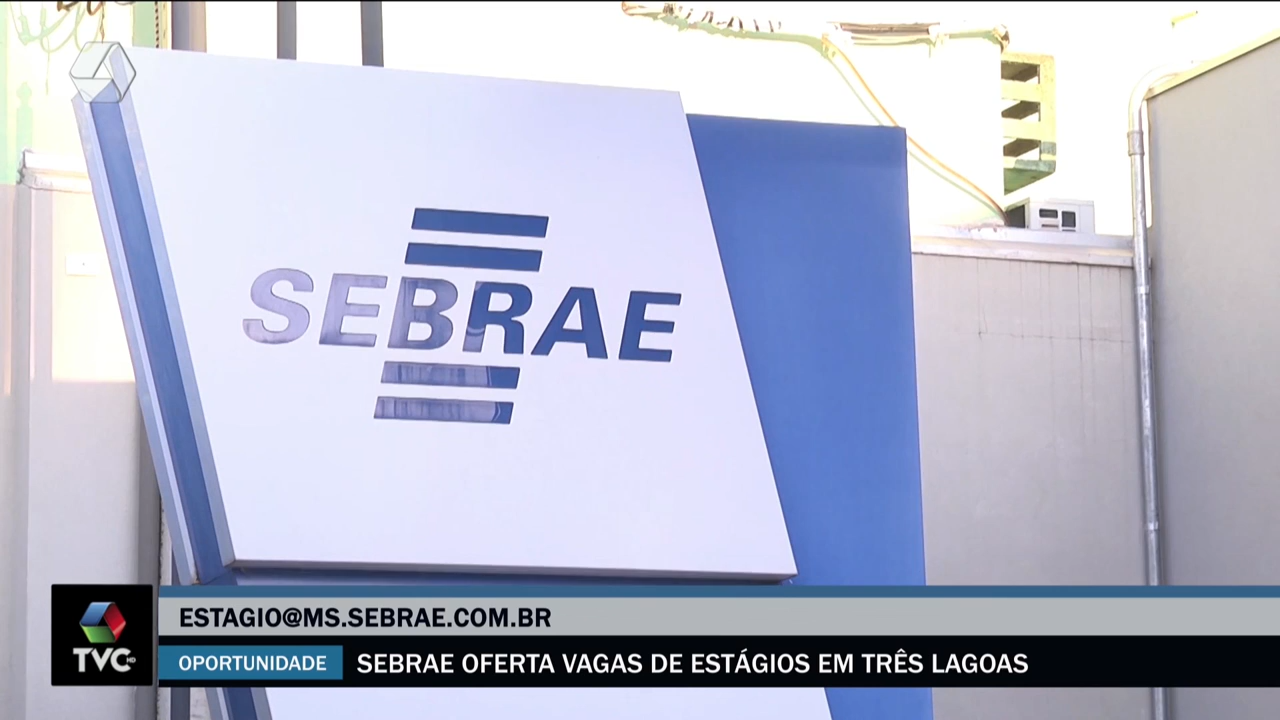 SEBRAE
ESTAGIO@MS.SEBRAE.COM.BR
TVC HD
OPORTUNIDADE
SEBRAE OFERTA VAGAS DE ESTÁGIOS EM TRÊS LAGOAS